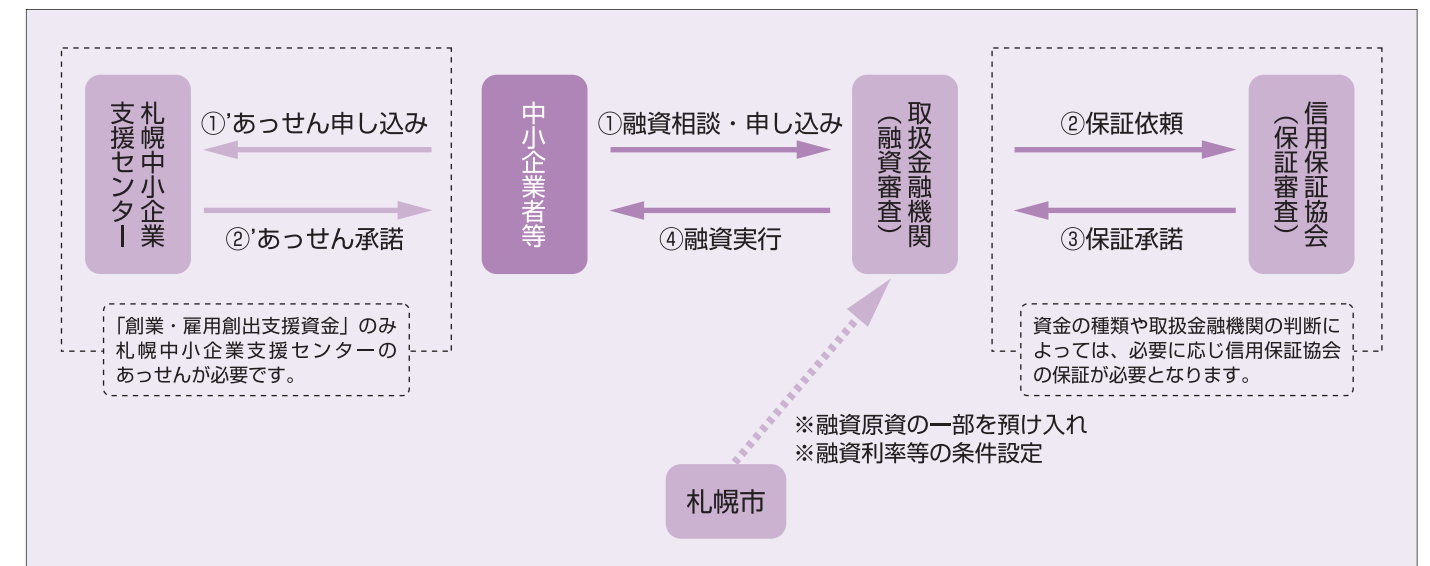 札幌中小企業
支援センター
①’あっせん申し込み
②’あっせん承諾
「創業・雇用創出支援資金」のみ
札幌中小企業支援センターの
あっせんが必要です。
中小企業者等
①融資相談・申し込み
④融資実行
取扱金融機関
（融資審査）
②保証依頼
③保証承諾
信用保証協会
（保証審査）
資金の種類や取扱金融機関の判断に
よっては、必要に応じ信用保証協会
の保証が必要となります。
※融資原資の一部を預け入れ
※融資利率等の条件設定
札幌市